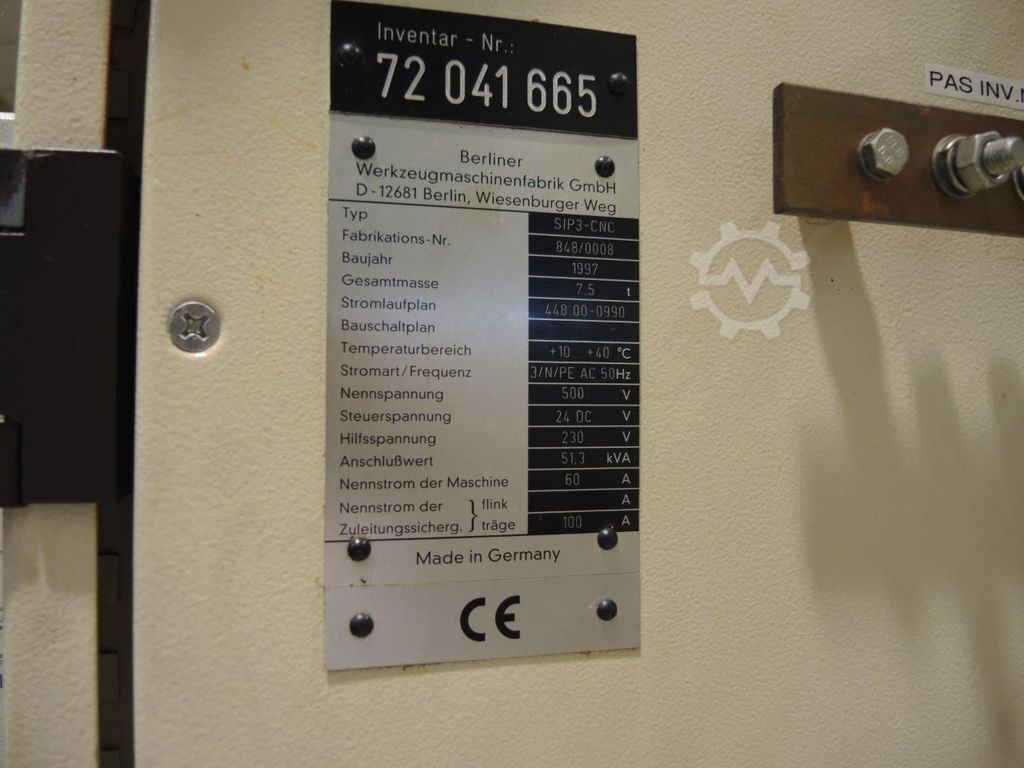 Inventar - Nr.:
72 041 665
Berliner
Werkzeugmaschinenfabrik GmbH
D-12681 Berlin, Wiesenburger Weg
Typ SIP3-CNC
Fabrikations-Nr. 848/0008
Baujahr 1997
Gesamtmasse 7.5 t
Stromlaufplan 448 00-0990
Bauschaltplan
Temperaturbereich +10 +40 °C
Stromart/Frequenz 3/N/PE AC 50Hz
Nennspannung 500 V
Steuerspannung 24 DC V
Hilfsspannung 230 V
Anschlußwert 51,3 kVA
Nennstrom der Maschine 60 A
Nennstrom der } flink A
Zuleitungssicherg. träge 100 A
Made in Germany
CE
PAS INV.